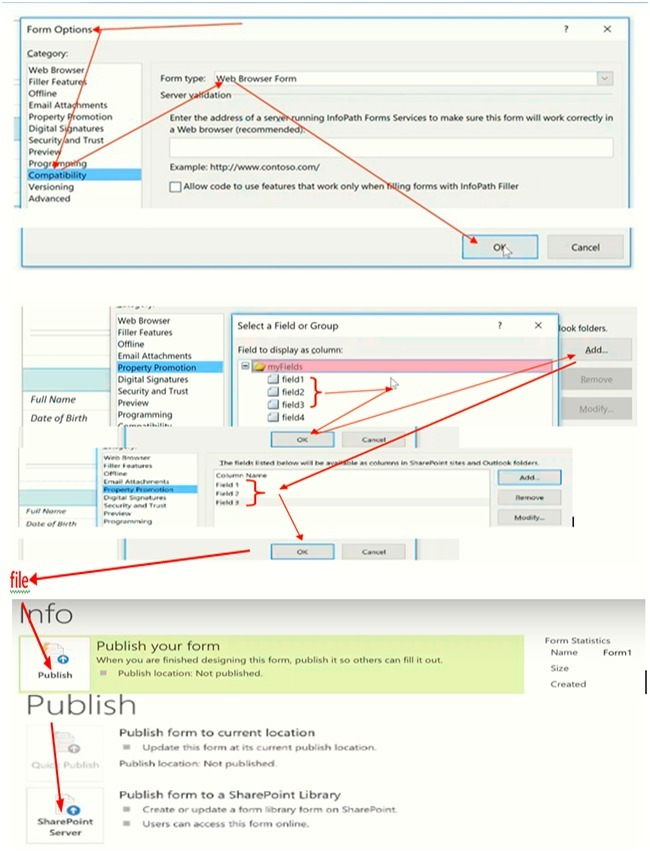 Form Options
?
Category:
Web Browser
Filler Features
Offline
Email Attachments
Property Promotion
Digital Signatures
Security and Trust
Preview
Programming
Compatibility
Versioning
Advanced
Form type: Web Browser Form
Server validation
Enter the address of a server running InfoPath Forms Services to make sure this form will work correctly in
a Web browser (recommended):
Example: http://www.contoso.com/
Allow code to use features that work only when filling forms with InfoPath Filler
OK
Cancel
Web Browser
Filler Features
Offline
Email Attachments
Property Promotion
Digital Signatures
Security and Trust
Preview
Programming
Compatibility
Full Name
Date of Birth
Select a Field or Group
?
Field to display as column:
myFields
field1
field2
field3
field4
OK
Cancel
look folders.
Add...
Remove
Modify...
Web Browser
Filler Features
Offline
Email Attachments
Property Promotion
Digital Signatures
Security and Trust
Preview
Programming
Full Name
Date of Birth
The fields listed below will be available as columns in SharePoint sites and Outlook folders.
Column Name
Field 1
Field 2
Field 3
Add...
Remove
Modify...
OK
Cancel
file
Info
Publish
Publish your form
When you are finished designing this form, publish it so others can fill it out.
Publish location: Not published.
Form Statistics
Name Form1
Size
Created
Publish
Quick Publish
Publish form to current location
Update this form at its current publish location.
Publish location: Not published.
SharePoint
Server
Publish form to a SharePoint Library
Create or update a form library form on SharePoint.
Users can access this form online.